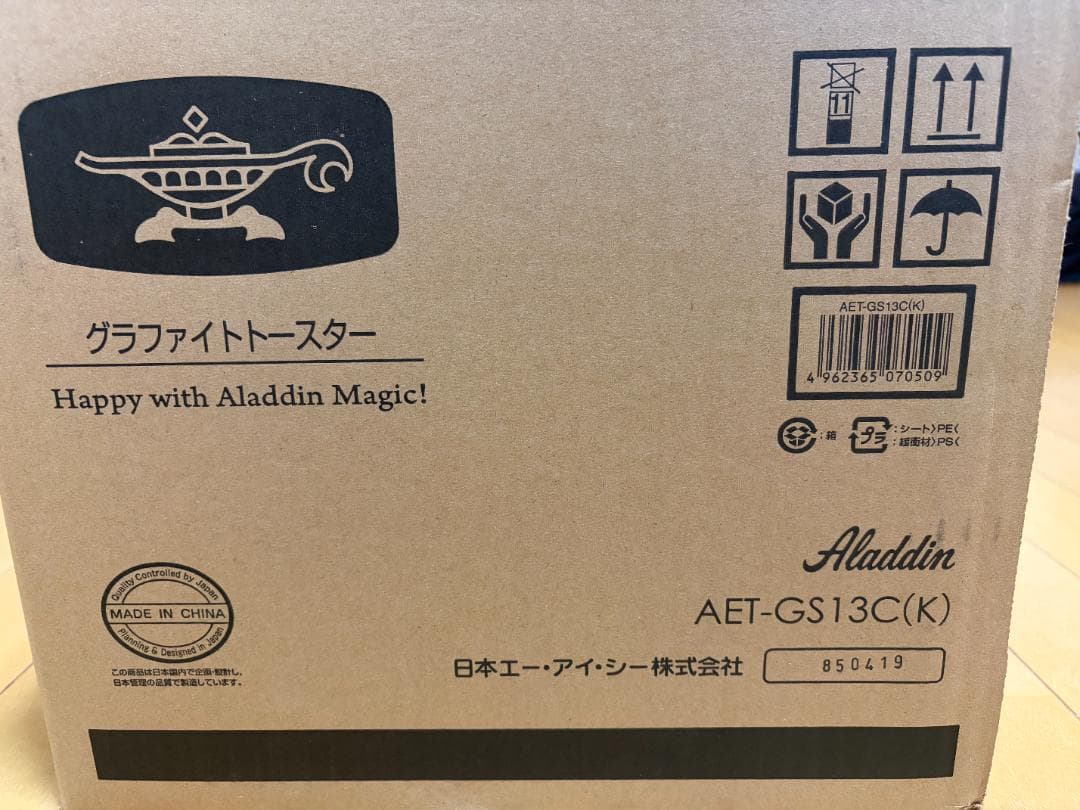 グラファイトトースター
Happy with Aladdin Magic!
11
AET-GS13C(K)
4 962365 070509
:箱
プラ
:シート〉PE〈
:緩衝材〉PS〈
Quality Controlled by Japan
MADE IN CHINA
Planning & Designed in Japan
この商品は日本国内で企画・設計し、
日本管理の品質で製造しています。
Aladdin
AET-GS13C(K)
日本エー・アイ・シー株式会社
850419